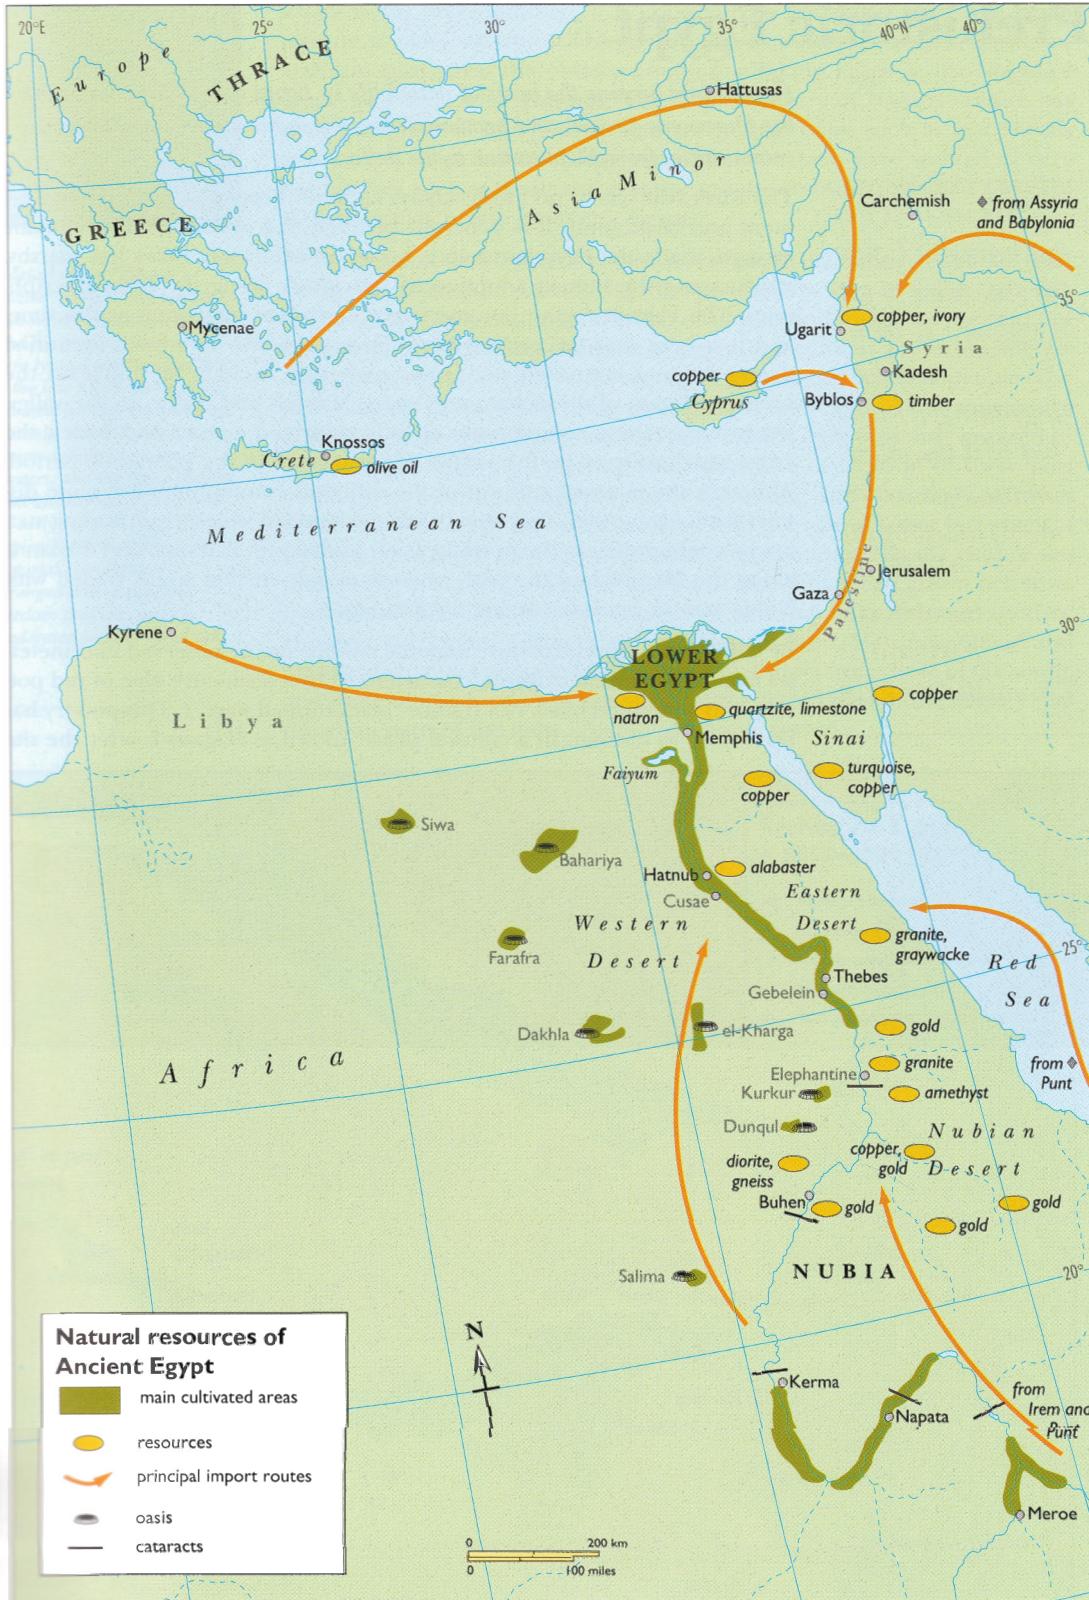 20°E
25°
30°
35°
40°N
40°
Europe
THRACE
Hattusas
Asia Minor
Carchemish
from Assyria
and Babylonia
GREECE
35°
Mycenae
copper, ivory
Ugarit
Syria
Kadesh
copper
Cyprus
Byblos
timber
Knossos
Crete
olive oil
Mediterranean Sea
Jerusalem
Gaza
Palestine
30°
Kyrene
LOWER
EGYPT
copper
natron
quartzite, limestone
Libya
Memphis
Sinai
Faiyum
turquoise,
copper
copper
Siwa
Bahariya
alabaster
Hatnub
Cusae
Eastern
Desert
Western
Desert
granite,
graywacke
25°
Farafra
Red
Sea
Thebes
Gebelein
Dakhla
el-Kharga
gold
Africa
from
Punt
Elephantine
granite
Kurkur
amethyst
Dunqul
Nubian
Desert
copper,
gold
diorite,
gneiss
Buhen
gold
gold
gold
NUBIA
20°
Salima
Natural resources of
Ancient Egypt
main cultivated areas
resources
principal import routes
oasis
cataracts
N
Kerma
from
Irem and
Punt
Napata
Meroe
0 200 km
0 100 miles